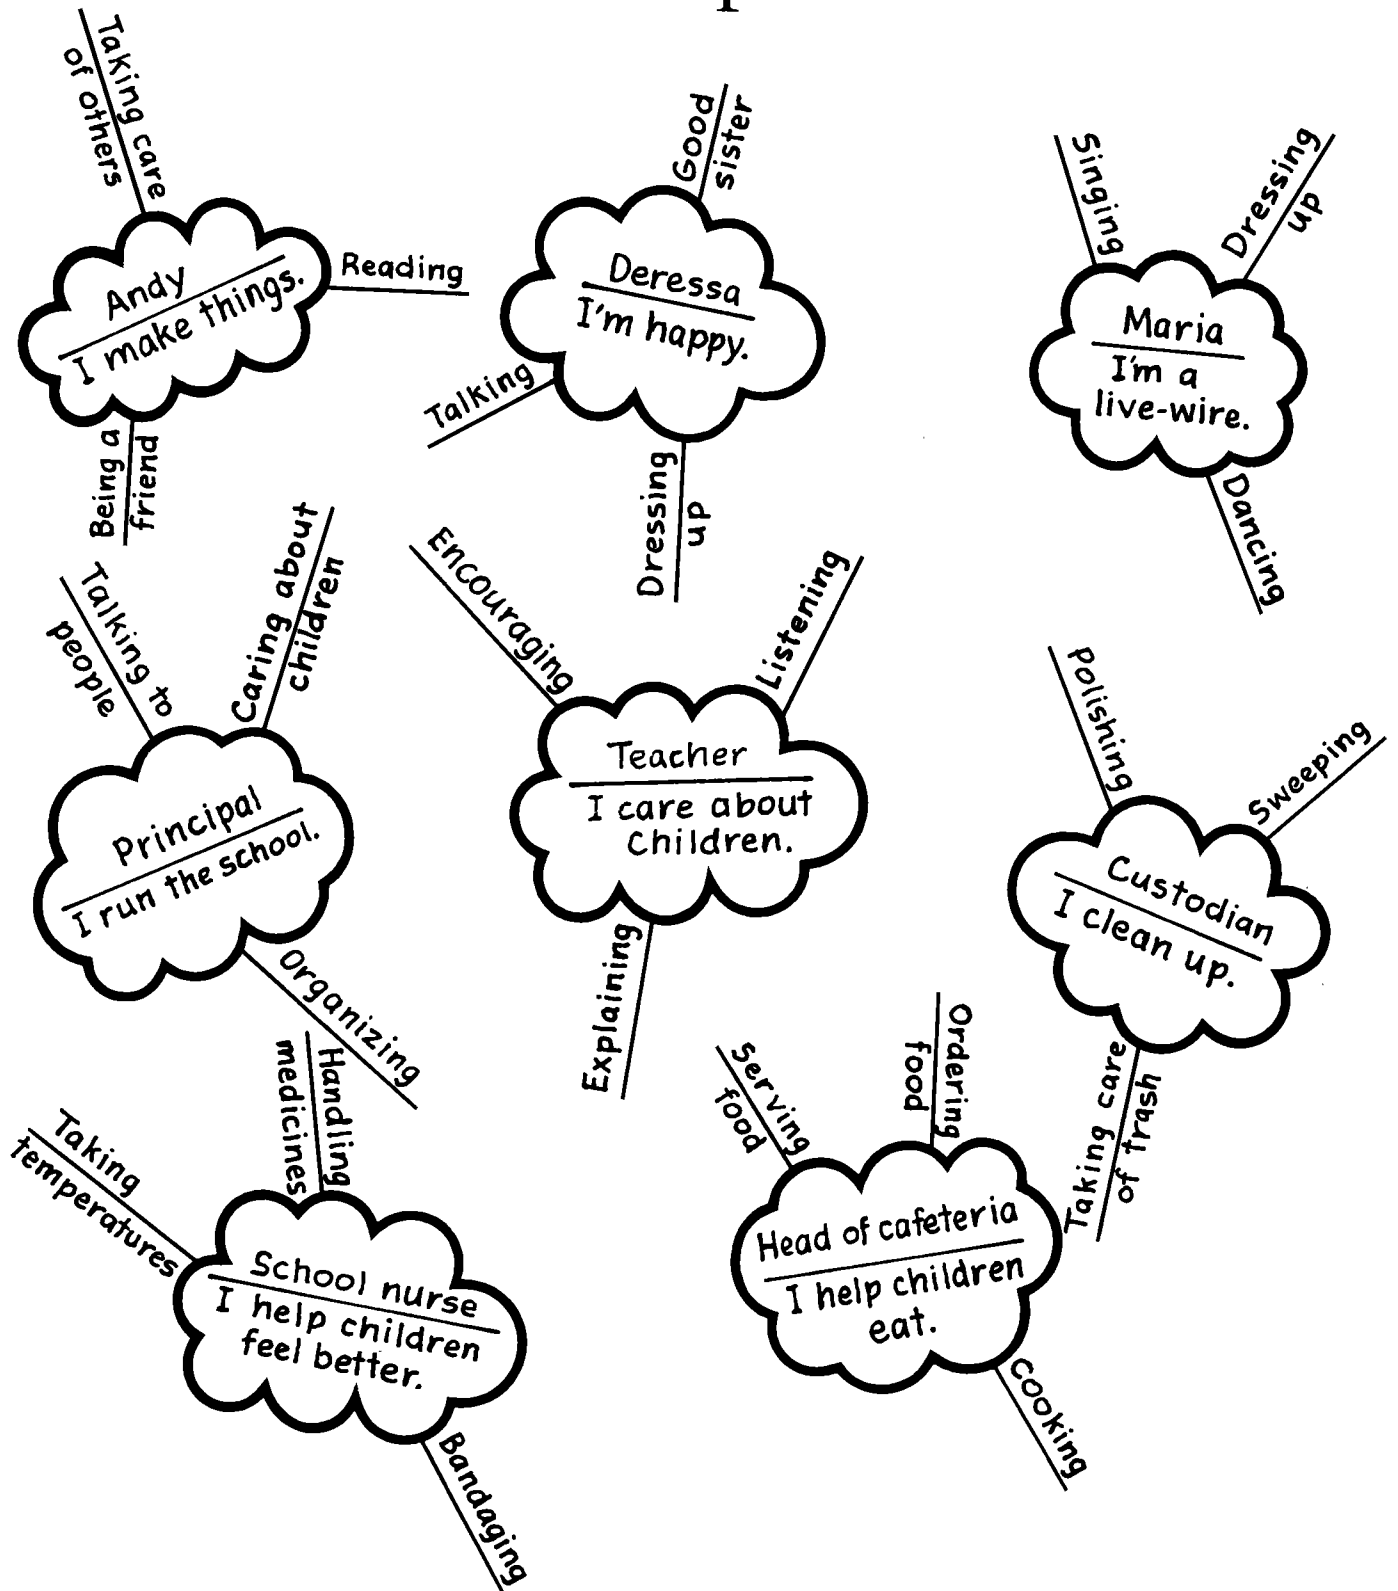 Taking care
of others
Andy
I make things.
Reading
Being a
friend
Good
sister
Deressa
I'm happy.
Talking
Dressing
up
Singing
Dressing
up
Maria
I'm a
live-wire.
Dancing
Talking to
people
Caring about
children
Principal
I run the school.
Organizing
Encouraging
Listening
Teacher
I care about
Children.
Explaining
Polishing
Sweeping
Custodian
I clean up.
Taking care
of trash
Taking
temperatures
Handling
medicines
School nurse
I help children
feel better.
Bandaging
Serving
food
Ordering
food
Head of cafeteria
I help children
eat.
Cooking